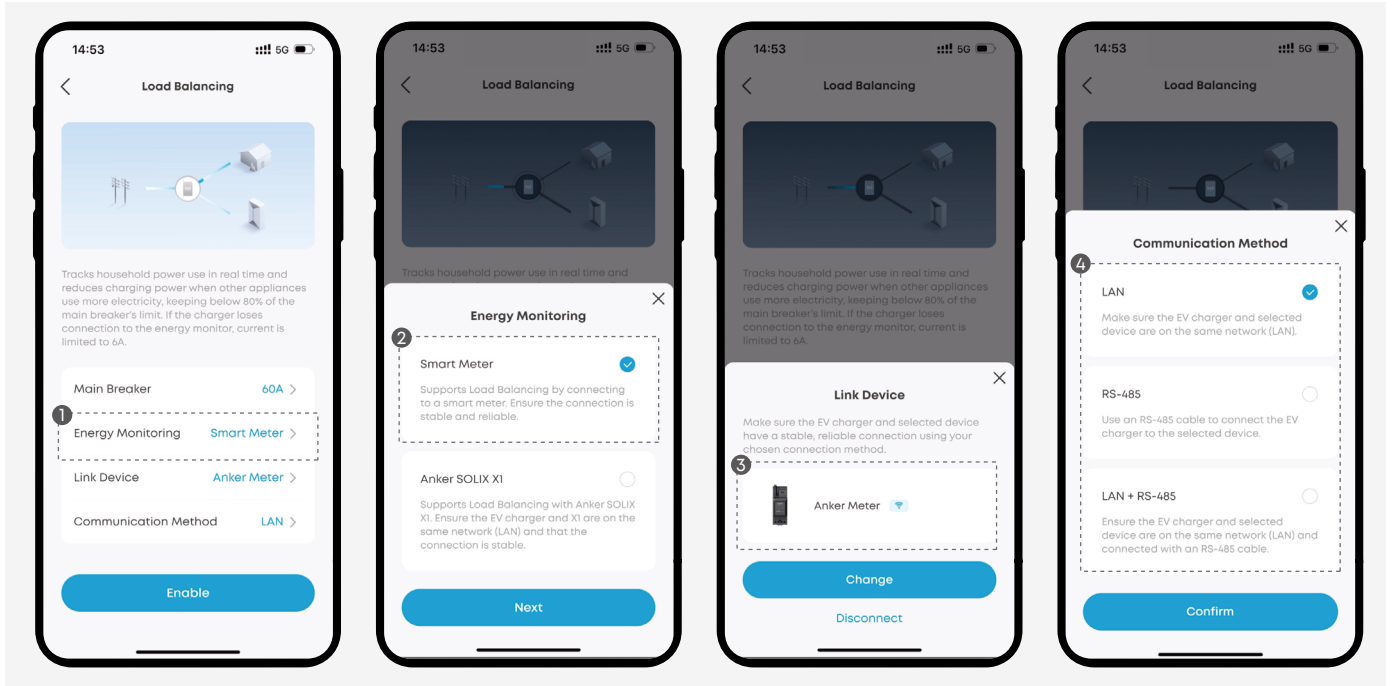 14:53
5G
Load Balancing
Tracks household power use in real time and
reduces charging power when other appliances
use more electricity, keeping below 80% of the
main breaker's limit. If the charger loses
connection to the energy monitor, current is
limited to 6A.
Main Breaker 60A >
1
Energy Monitoring Smart Meter >
Link Device Anker Meter >
Communication Method LAN >
Enable
14:53
5G
Load Balancing
Tracks household power use in real time and
Energy Monitoring
2
Smart Meter
Supports Load Balancing by connecting
to a smart meter. Ensure the connection is
stable and reliable.
Anker SOLIX X1
Supports Load Balancing with Anker SOLIX
X1. Ensure the EV charger and X1 are on the
same network (LAN) and that the
connection is stable.
Next
14:53
5G
Load Balancing
Tracks household power use in real time and
reduces charging power when other appliances
use more electricity, keeping below 80% of the
main breaker's limit. If the charger loses
connection to the energy monitor, current is
limited to 6A.
Link Device
Make sure the EV charger and selected device
have a stable, reliable connection using your
chosen connection method.
3
Anker Meter
Change
Disconnect
14:53
5G
Load Balancing
Communication Method
4
LAN
Make sure the EV charger and selected
device are on the same network (LAN).
RS-485
Use an RS-485 cable to connect the EV
charger to the selected device.
LAN + RS-485
Ensure the EV charger and selected
device are on the same network (LAN) and
connected with an RS-485 cable.
Confirm